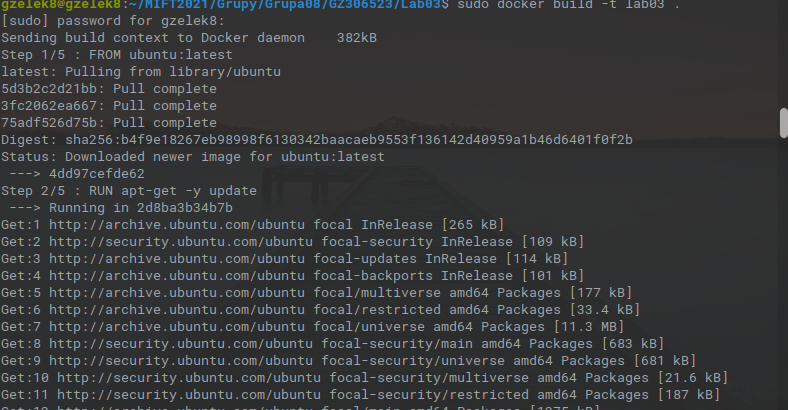 gzelek8@gzelek8:~/MIFT2021/Grupy/Grupa08/GZ306523/Lab03$ sudo docker build -t lab03 .
[sudo] password for gzelek8:
Sending build context to Docker daemon    382kB
Step 1/5 : FROM ubuntu:latest
latest: Pulling from library/ubuntu
5d3b2c2d21bb: Pull complete
3fc2062ea667: Pull complete
75adf526d75b: Pull complete
Digest: sha256:b4f9e18267eb98998f6130342baacaeb9553f136142d40959a1b46d6401f0f2b
Status: Downloaded newer image for ubuntu:latest
 ---> 4dd97cefde62
Step 2/5 : RUN apt-get -y update
 ---> Running in 2d8ba3b34b7b
Get:1 http://archive.ubuntu.com/ubuntu focal InRelease [265 kB]
Get:2 http://security.ubuntu.com/ubuntu focal-security InRelease [109 kB]
Get:3 http://archive.ubuntu.com/ubuntu focal-updates InRelease [114 kB]
Get:4 http://archive.ubuntu.com/ubuntu focal-backports InRelease [101 kB]
Get:5 http://archive.ubuntu.com/ubuntu focal/multiverse amd64 Packages [177 kB]
Get:6 http://archive.ubuntu.com/ubuntu focal/restricted amd64 Packages [33.4 kB]
Get:7 http://archive.ubuntu.com/ubuntu focal/universe amd64 Packages [11.3 MB]
Get:8 http://security.ubuntu.com/ubuntu focal-security/main amd64 Packages [683 kB]
Get:9 http://security.ubuntu.com/ubuntu focal-security/universe amd64 Packages [681 kB]
Get:10 http://security.ubuntu.com/ubuntu focal-security/multiverse amd64 Packages [21.6 kB]
Get:11 http://security.ubuntu.com/ubuntu focal-security/restricted amd64 Packages [187 kB]